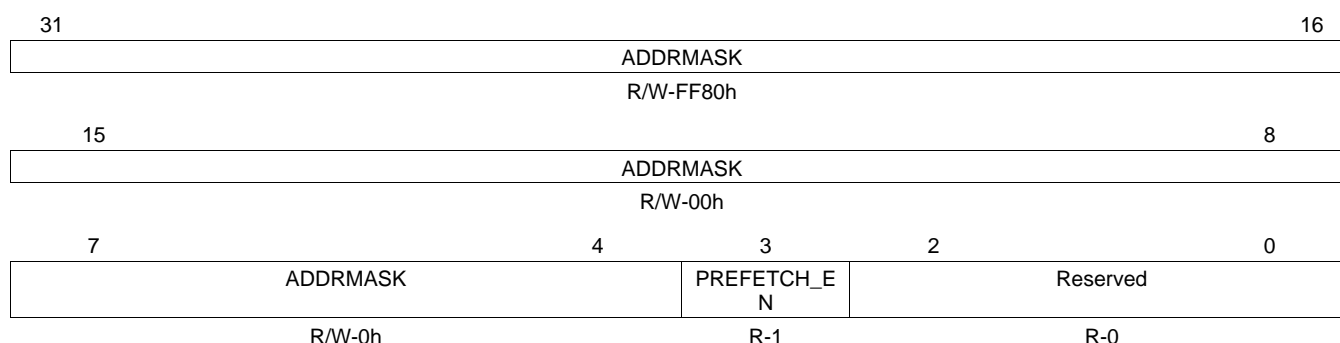 31 16
ADDRMASK
R/W-FF80h
15 8
ADDRMASK
R/W-00h
7 4 3 2 0
ADDRMASK PREFETCH_E Reserved
N
R/W-0h R-1 R-0